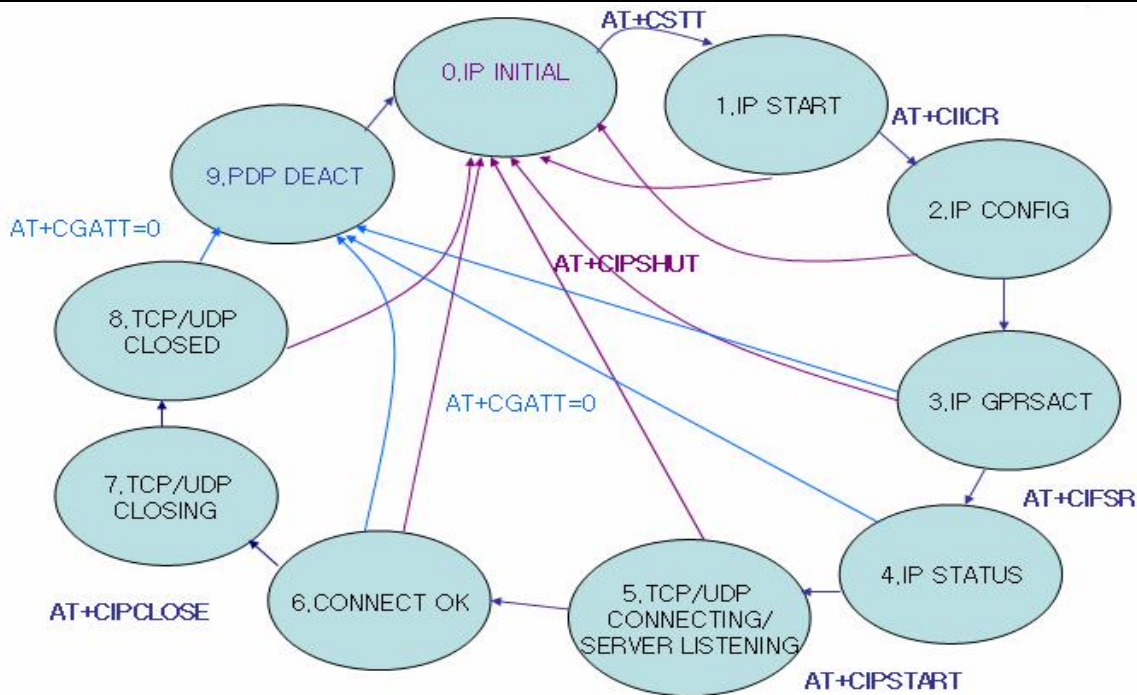 AT+CSTT
0,IP INITIAL
1,IP START
AT+CIICR
9,PDP DEACT
2,IP CONFIG
AT+CGATT=0
AT+CIPSHUT
8,TCP/UDP
CLOSED
AT+CGATT=0
3,IP GPRSACT
7,TCP/UDP
CLOSING
AT+CIFSR
4,IP STATUS
6,CONNECT OK
5,TCP/UDP
CONNECTING/
SERVER LISTENING
AT+CIPCLOSE
AT+CIPSTART